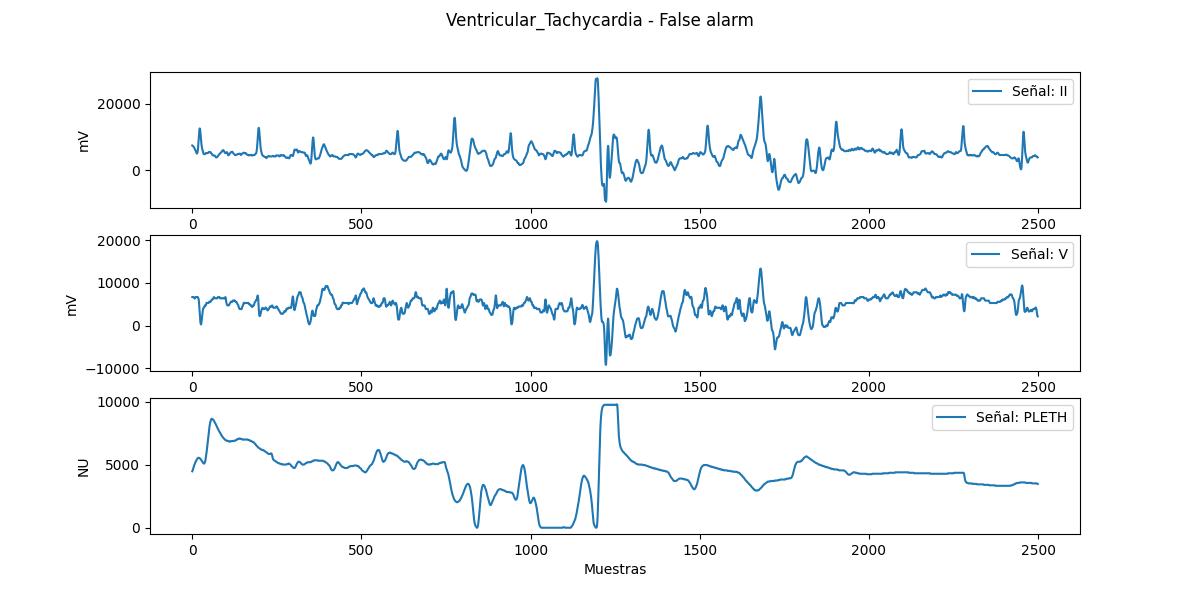 Ventricular_Tachycardia - False alarm
20000
0
mV
Señal: II
0 500 1000 1500 2000 2500
20000
10000
0
−10000
mV
Señal: V
0 500 1000 1500 2000 2500
10000
5000
0
NU
Señal: PLETH
0 500 1000 1500 2000 2500
Muestras